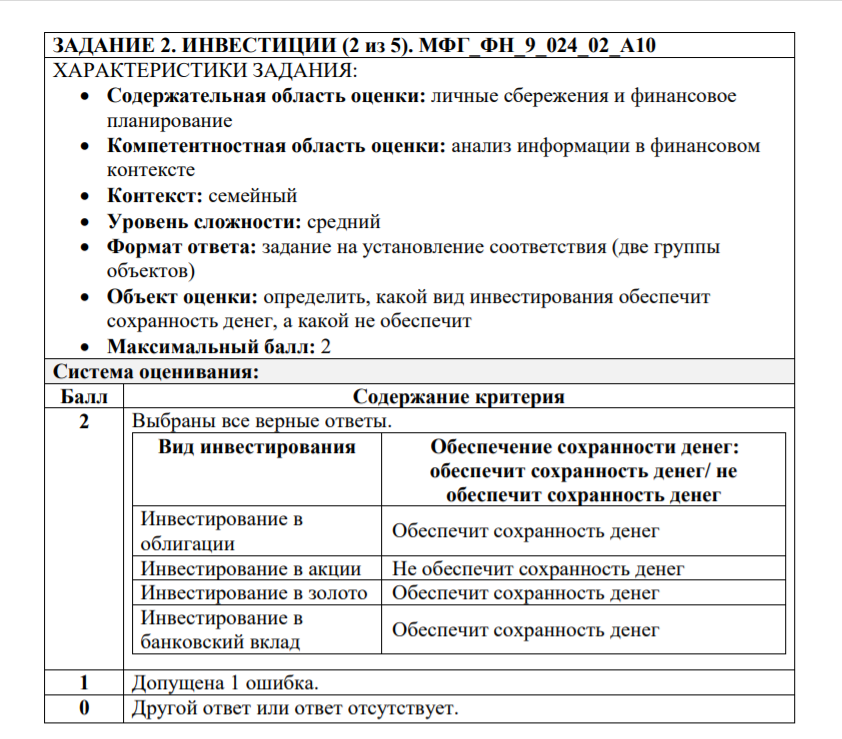 ЗАДАНИЕ 2. ИНВЕСТИЦИИ (2 из 5). МФГ_ФН_9_024_02_А10
ХАРАКТЕРИСТИКИ ЗАДАНИЯ:
• Содержательная область оценки: личные сбережения и финансовое
планирование
• Компетентностная область оценки: анализ информации в финансовом
контексте
• Контекст: семейный
• Уровень сложности: средний
• Формат ответа: задание на установление соответствия (две группы
объектов)
• Объект оценки: определить, какой вид инвестирования обеспечит
сохранность денег, а какой не обеспечит
• Максимальный балл: 2
Система оценивания:
Балл Содержание критерия
2 Выбраны все верные ответы.
Вид инвестирования Обеспечение сохранности денег:
обеспечит сохранность денег/ не
обеспечит сохранность денег
Инвестирование в
облигации
Обеспечит сохранность денег
Инвестирование в акции Не обеспечит сохранность денег
Инвестирование в золото Обеспечит сохранность денег
Инвестирование в
банковский вклад
Обеспечит сохранность денег
1 Допущена 1 ошибка.
0 Другой ответ или ответ отсутствует.